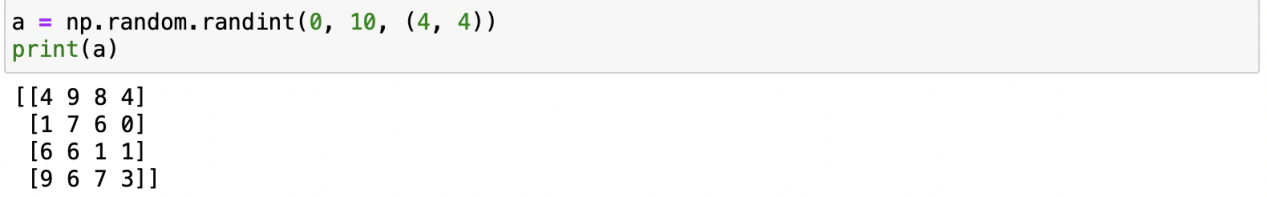 a = np.random.randint(0, 10, (4, 4))
print(a)
[[4 9 8 4]
 [1 7 6 0]
 [6 6 1 1]
 [9 6 7 3]]